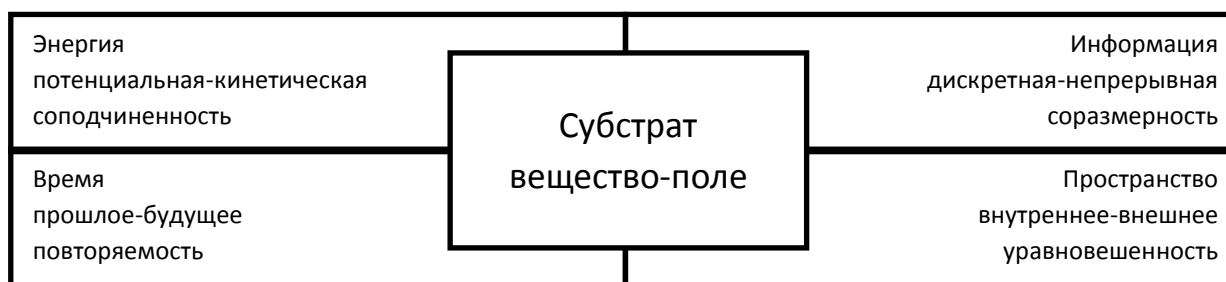 Энергия
потенциальная-кинетическая
соподчиненность
Информация
дискретная-непрерывная
соразмерность
Субстрат
вещество-поле
Время
прошлое-будущее
повторяемость
Пространство
внутреннее-внешнее
уравновешенность